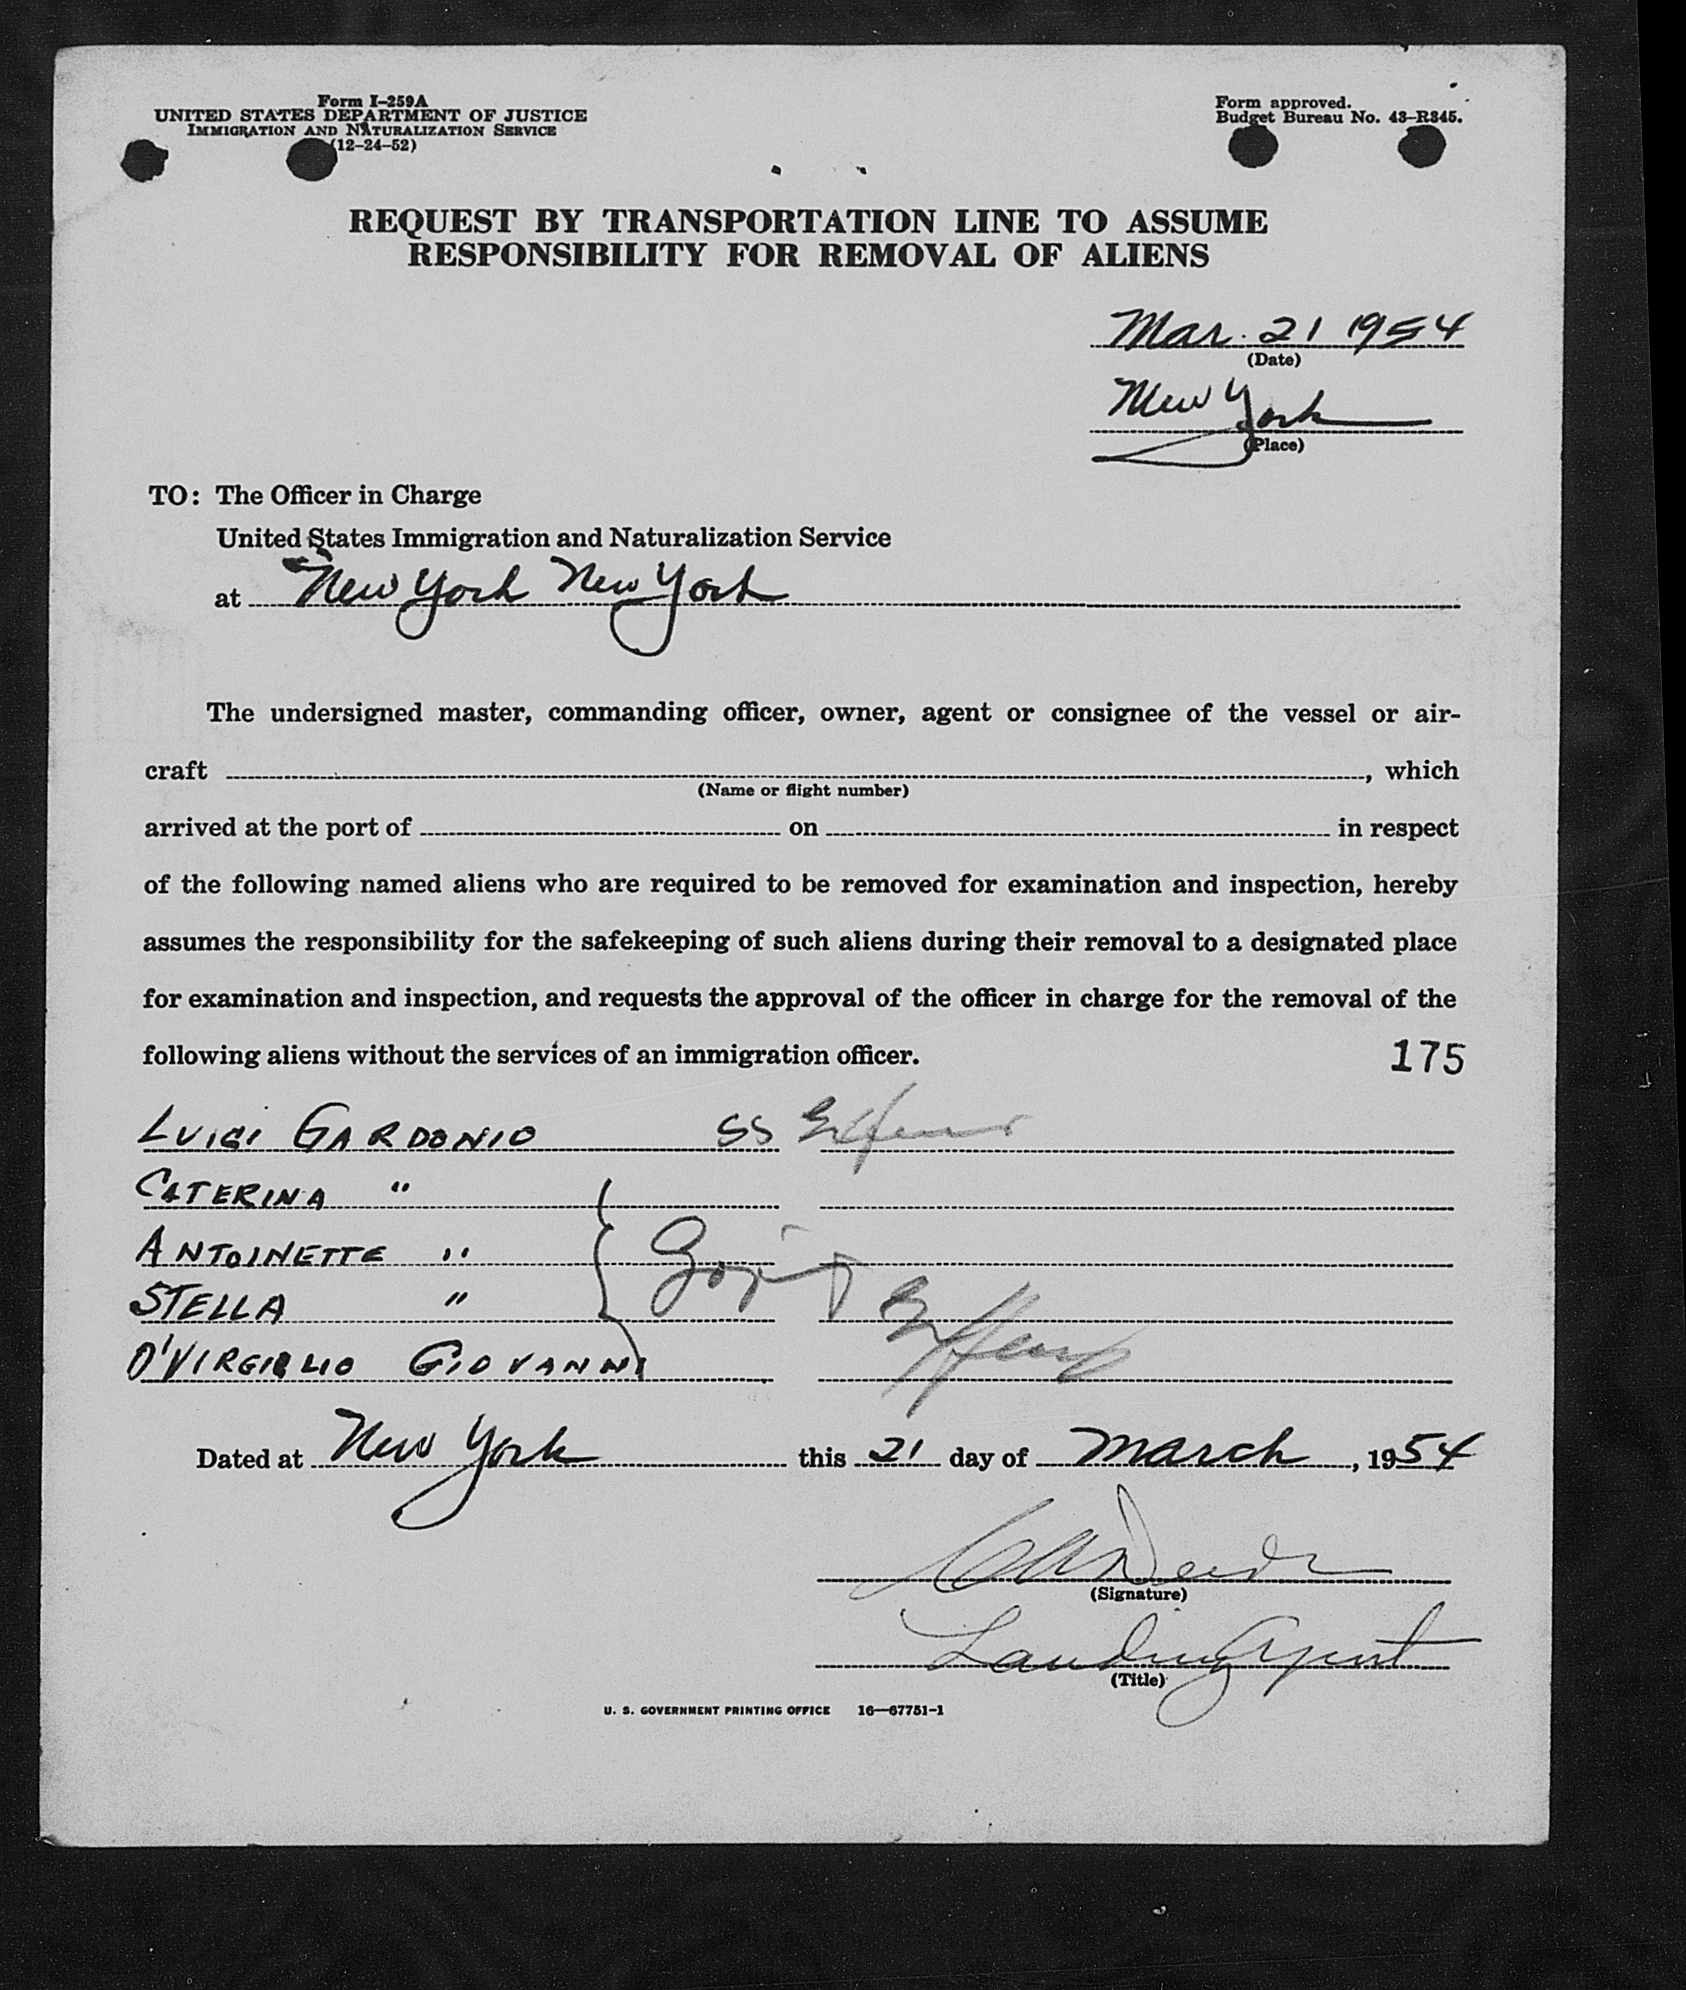 Form I-259A
UNITED STATES DEPARTMENT OF JUSTICE
IMMIGRATION AND NATURALIZATION SERVICE
(12-24-52)
Form approved.
Budget Bureau No. 43-R345.
REQUEST BY TRANSPORTATION LINE TO ASSUME
RESPONSIBILITY FOR REMOVAL OF ALIENS
Mar. 21 1954
(Date)
New York
(Place)
TO: The Officer in Charge
United States Immigration and Naturalization Service
at New York New York
The undersigned master, commanding officer, owner, agent or consignee of the vessel or air-
craft , which
(Name or flight number)
arrived at the port of on in respect
of the following named aliens who are required to be removed for examination and inspection, hereby
assumes the responsibility for the safekeeping of such aliens during their removal to a designated place
for examination and inspection, and requests the approval of the officer in charge for the removal of the
following aliens without the services of an immigration officer.
175
LUIGI GARDONIO SS
CATERINA "
ANTOINETTE "
STELLA "
D'VIRGILIO GIOVANNI
Dated at New York this 21 day of March, 1954
(Signature)
Landing Agent
(Title)
U. S. GOVERNMENT PRINTING OFFICE 16—67751-1